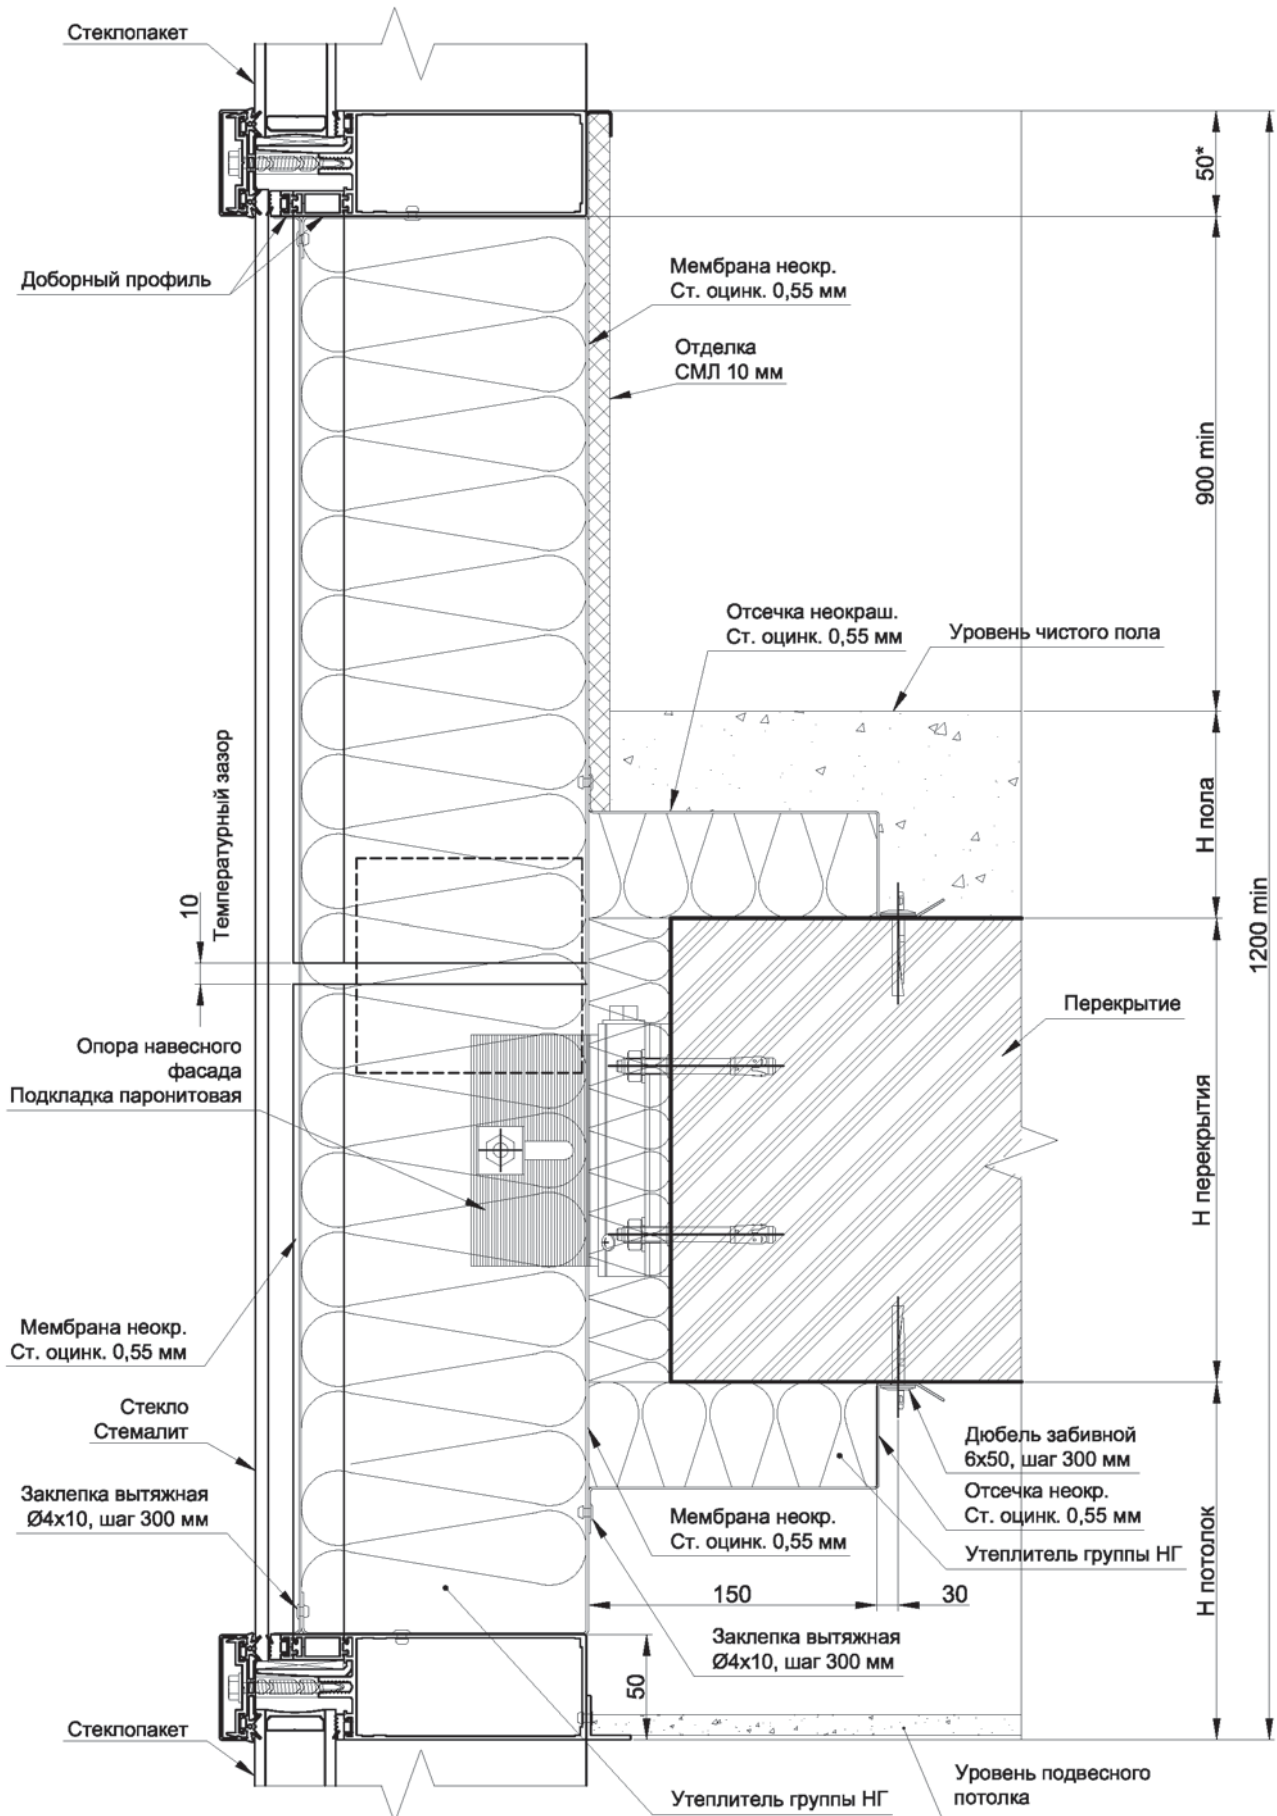 Стеклопакет
50*
Доборный профиль
Мембрана неокр.
Ст. оцинк. 0,55 мм
Отделка
СМЛ 10 мм
900 min
Отсечка неокраш.
Ст. оцинк. 0,55 мм
Уровень чистого пола
Температурный зазор
10
Н пола
1200 min
Опора навесного
фасада
Подкладка паронитовая
Перекрытие
Н перекрытия
Мембрана неокр.
Ст. оцинк. 0,55 мм
Стекло
Стемалит
Заклепка вытяжная
Ø4х10, шаг 300 мм
Мембрана неокр.
Ст. оцинк. 0,55 мм
Дюбель забивной
6х50, шаг 300 мм
Отсечка неокр.
Ст. оцинк. 0,55 мм
Утеплитель группы НГ
Н потолок
150
30
Заклепка вытяжная
Ø4х10, шаг 300 мм
50
Стеклопакет
Утеплитель группы НГ
Уровень подвесного
потолка